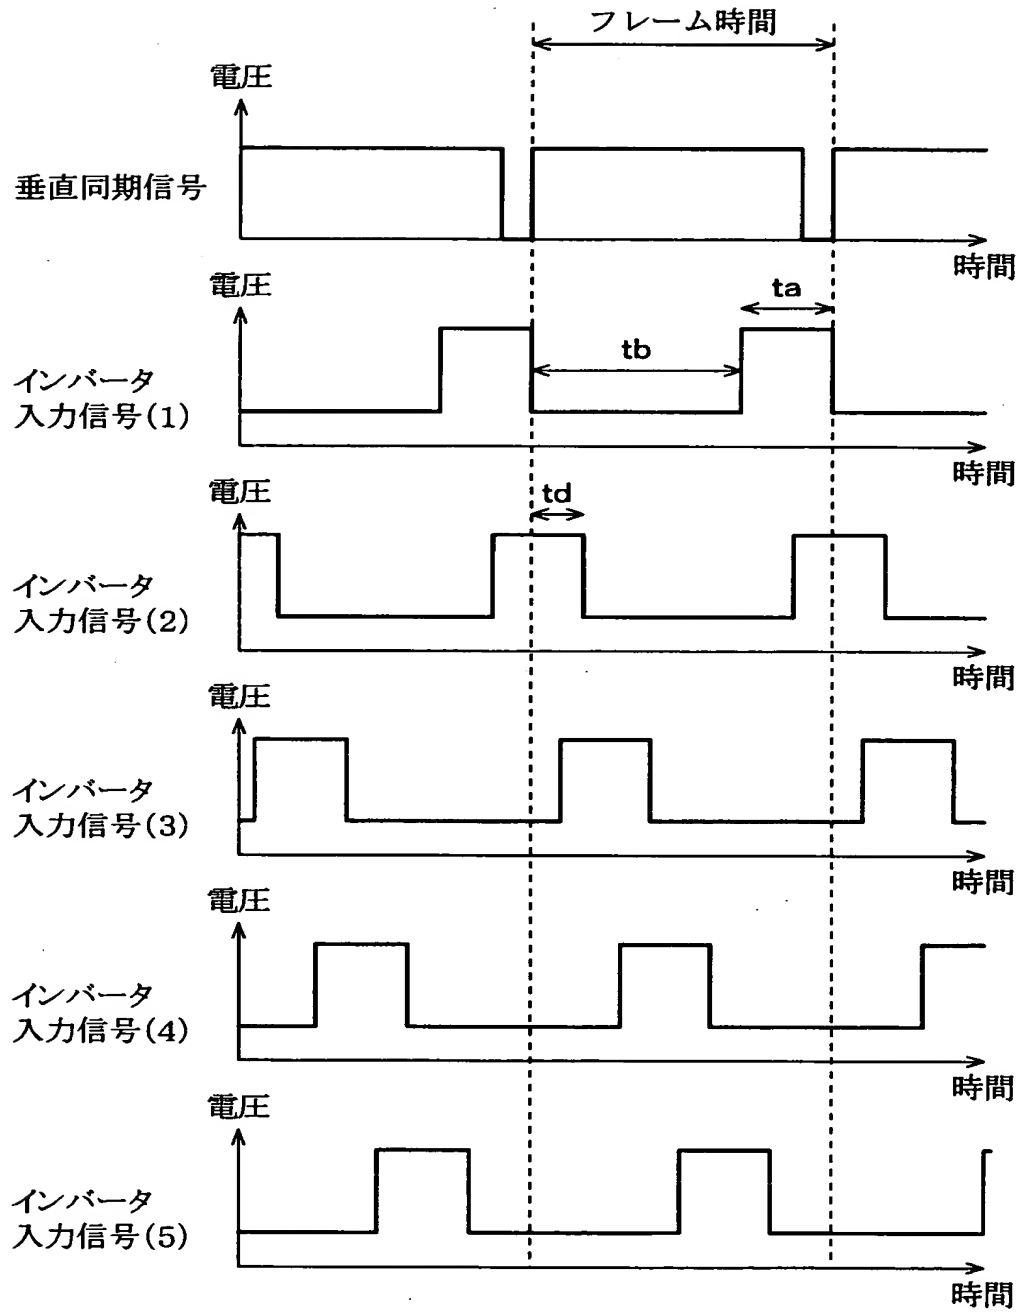 フレーム時間
電圧
垂直同期信号
時間
電圧
ta
tb
インバータ
入力信号(1)
時間
電圧
td
インバータ
入力信号(2)
時間
電圧
インバータ
入力信号(3)
時間
電圧
インバータ
入力信号(4)
時間
電圧
インバータ
入力信号(5)
時間